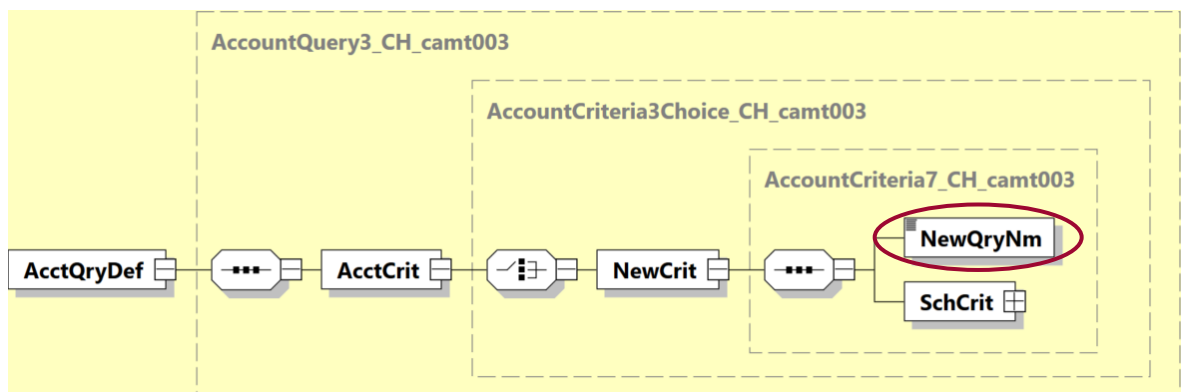 AccountQuery3_CH_camt003
AccountCriteria3Choice_CH_camt003
AccountCriteria7_CH_camt003
NewQryNm
AcctQryDef
AcctCrit
NewCrit
SchCrit